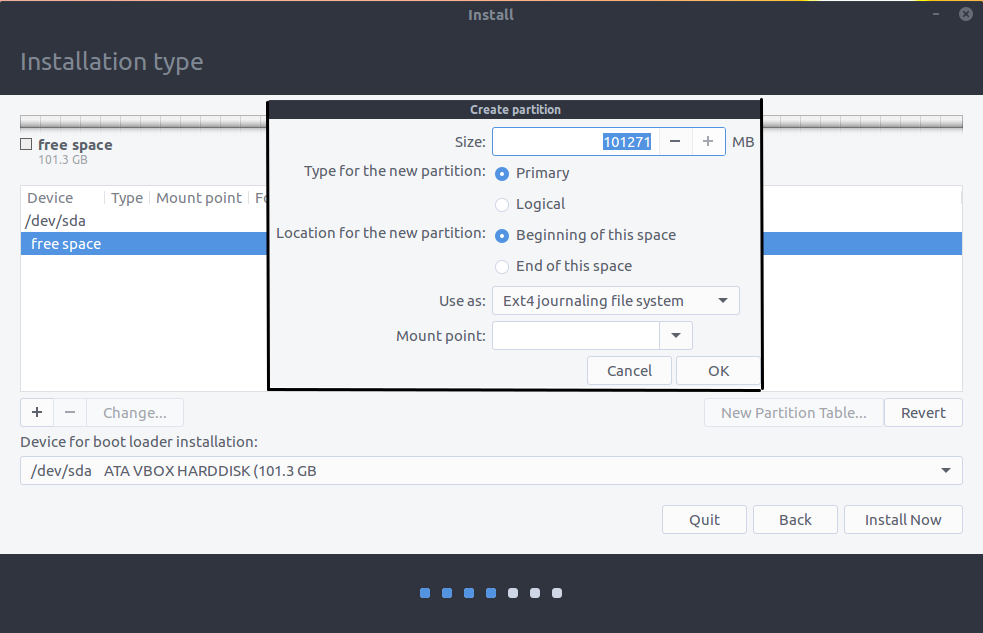 Install
Installation type
Create partition
Size: 101271 − + MB
Type for the new partition: Primary
Logical
Location for the new partition: Beginning of this space
End of this space
Use as: Ext4 journaling file system
Mount point:
Cancel OK
free space
101.3 GB
Device Type Mount point Fo
/dev/sda
free space
+ − Change... New Partition Table... Revert
Device for boot loader installation:
/dev/sda ATA VBOX HARDDISK (101.3 GB
Quit Back Install Now